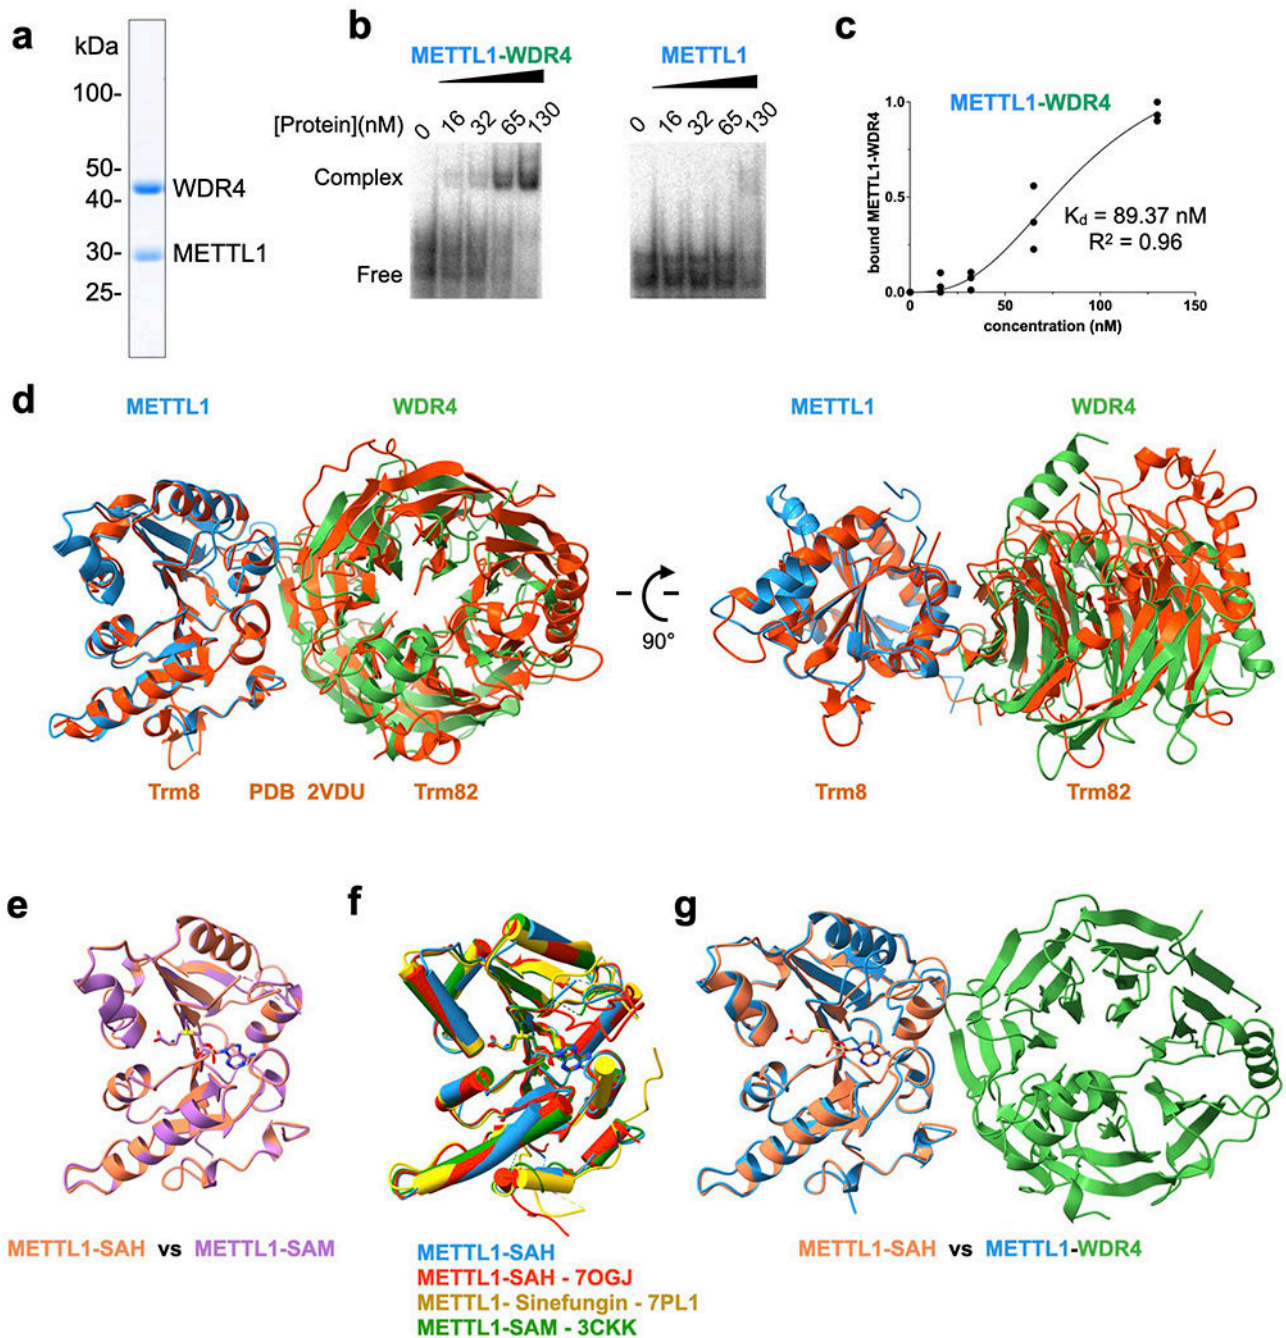 a
kDa
100-
50-
40-
30-
25-
WDR4
METTL1
b
METTL1-WDR4
METTL1
[Protein](nM)
0 16 32 65 130
0 16 32 65 130
Complex
Free
c
METTL1-WDR4
bound METTL1-WDR4
1.0
0.5
0.0
0 50 100 150
concentration (nM)
Kd = 89.37 nM
R² = 0.96
d
METTL1 WDR4
METTL1 WDR4
90°
Trm8 PDB 2VDU Trm82
Trm8 Trm82
e
METTL1-SAH vs METTL1-SAM
f
METTL1-SAH
METTL1-SAH - 7OGJ
METTL1- Sinefungin - 7PL1
METTL1-SAM - 3CKK
g
METTL1-SAH vs METTL1-WDR4